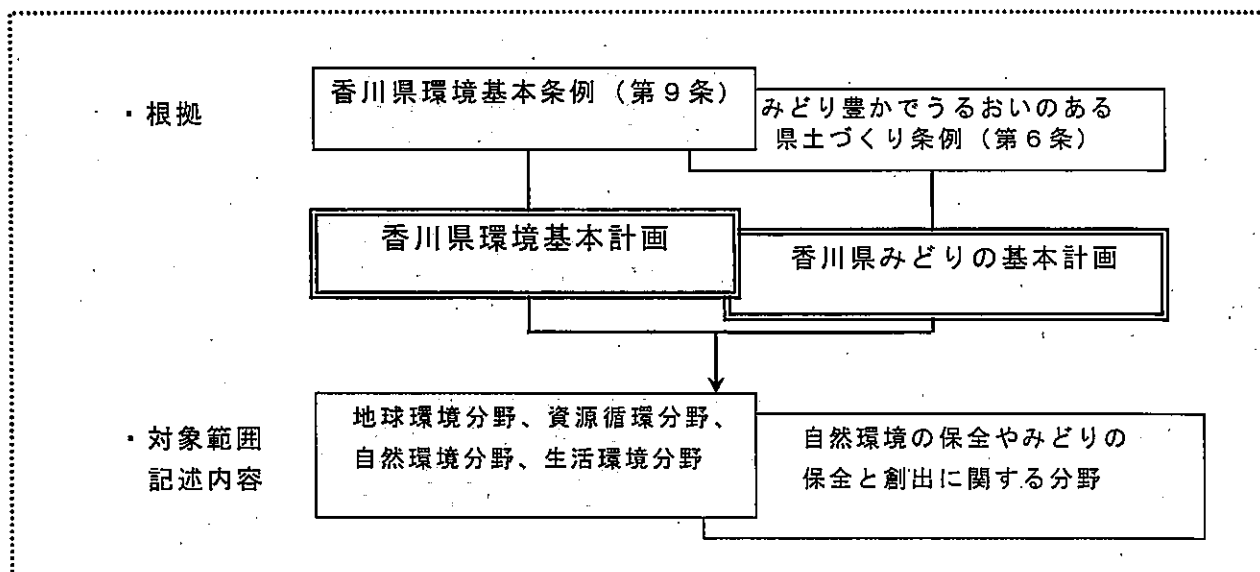 ・根拠
香川県環境基本条例（第９条）
みどり豊かでうるおいのある
県土づくり条例（第６条）
香川県環境基本計画
香川県みどりの基本計画
・対象範囲
記述内容
地球環境分野、資源循環分野、
自然環境分野、生活環境分野
自然環境の保全やみどりの
保全と創出に関する分野